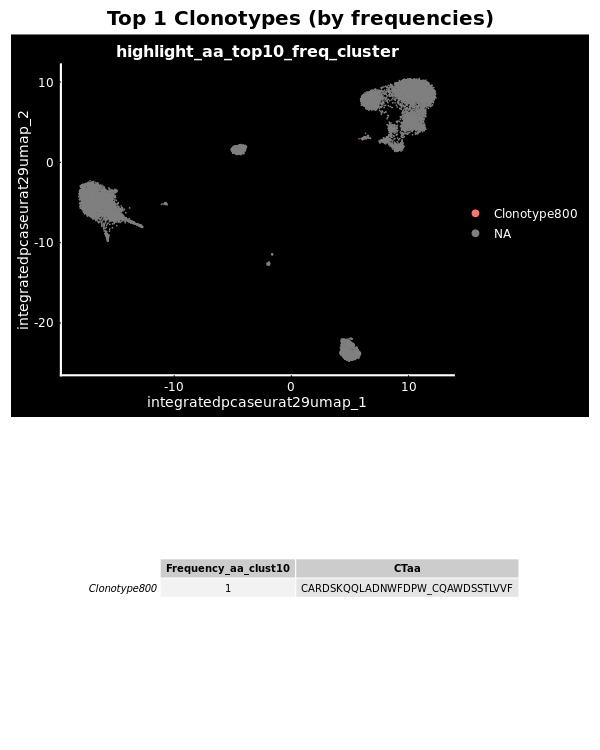 Top 1 Clonotypes (by frequencies)
highlight_aa_top10_freq_cluster
10
0
-10
-20
integratedpcaseurat29umap_2
-10
0
10
integratedpcaseurat29umap_1
Clonotype800
NA
Frequency_aa_clust10 CTaa
Clonotype800 1 CARDSKQQLADNWFDPW_CQAWDSSTLVVF